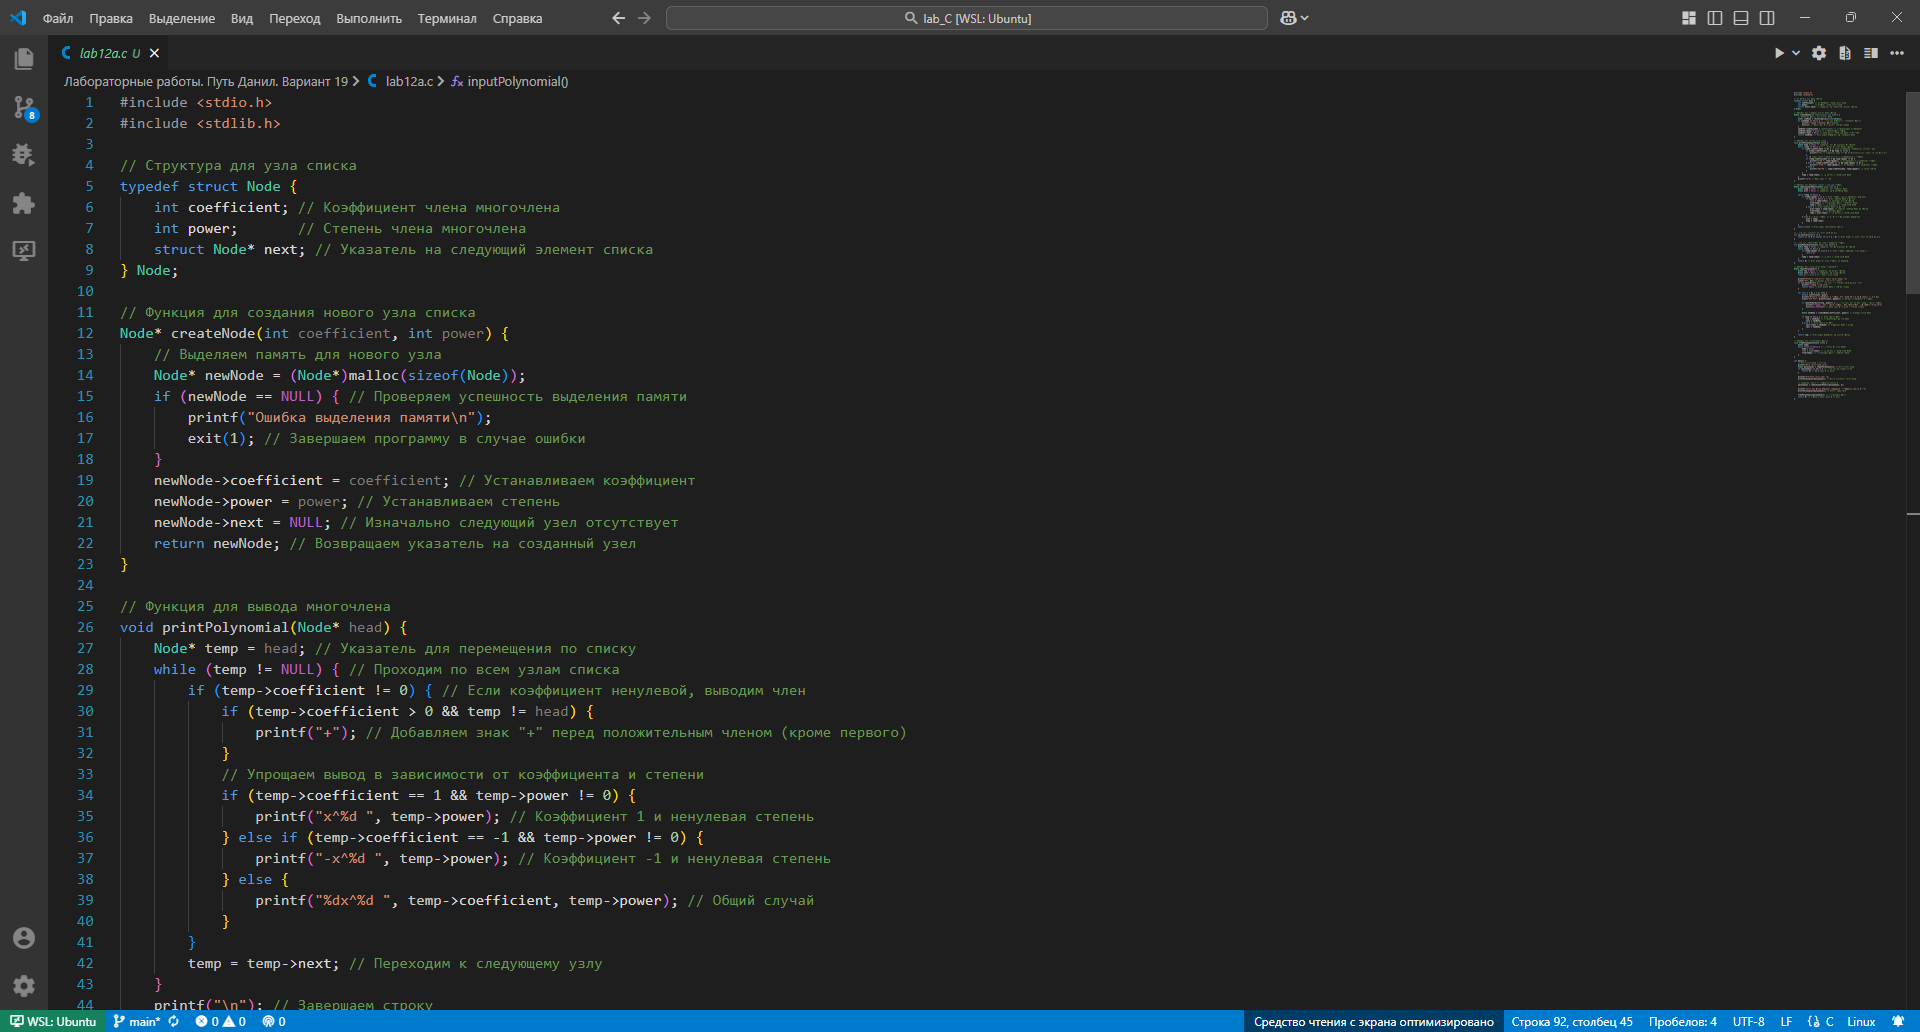 Файл Правка Выделение Вид Переход Выполнить Терминал Справка lab_C [WSL: Ubuntu]
lab12a.c U
Лабораторные работы. Путь Данил. Вариант 19 > C lab12a.c > inputPolynomial()
1 #include <stdio.h>
2 #include <stdlib.h>
3
4 // Структура для узла списка
5 typedef struct Node {
6 int coefficient; // Коэффициент члена многочлена
7 int power; // Степень члена многочлена
8 struct Node* next; // Указатель на следующий элемент списка
9 } Node;
10
11 // Функция для создания нового узла списка
12 Node* createNode(int coefficient, int power) {
13 // Выделяем память для нового узла
14 Node* newNode = (Node*)malloc(sizeof(Node));
15 if (newNode == NULL) { // Проверяем успешность выделения памяти
16 printf("Ошибка выделения памяти\n");
17 exit(1); // Завершаем программу в случае ошибки
18 }
19 newNode->coefficient = coefficient; // Устанавливаем коэффициент
20 newNode->power = power; // Устанавливаем степень
21 newNode->next = NULL; // Изначально следующий узел отсутствует
22 return newNode; // Возвращаем указатель на созданный узел
23 }
24
25 // Функция для вывода многочлена
26 void printPolynomial(Node* head) {
27 Node* temp = head; // Указатель для перемещения по списку
28 while (temp != NULL) { // Проходим по всем узлам списка
29 if (temp->coefficient != 0) { // Если коэффициент ненулевой, выводим член
30 if (temp->coefficient > 0 && temp != head) {
31 printf("+"); // Добавляем знак "+" перед положительным членом (кроме первого)
32 }
33 // Упрощаем вывод в зависимости от коэффициента и степени
34 if (temp->coefficient == 1 && temp->power != 0) {
35 printf("x^%d ", temp->power); // Коэффициент 1 и ненулевая степень
36 } else if (temp->coefficient == -1 && temp->power != 0) {
37 printf("-x^%d ", temp->power); // Коэффициент -1 и ненулевая степень
38 } else {
39 printf("%dx^%d ", temp->coefficient, temp->power); // Общий случай
40 }
41 }
42 temp = temp->next; // Переходим к следующему узлу
43 }
44 printf("\n"); // Завершаем строку
8
WSL: Ubuntu main* 0 0 0 Средство чтения с экрана оптимизировано Строка 92, столбец 45 Пробелов: 4 UTF-8 LF {} C Linux